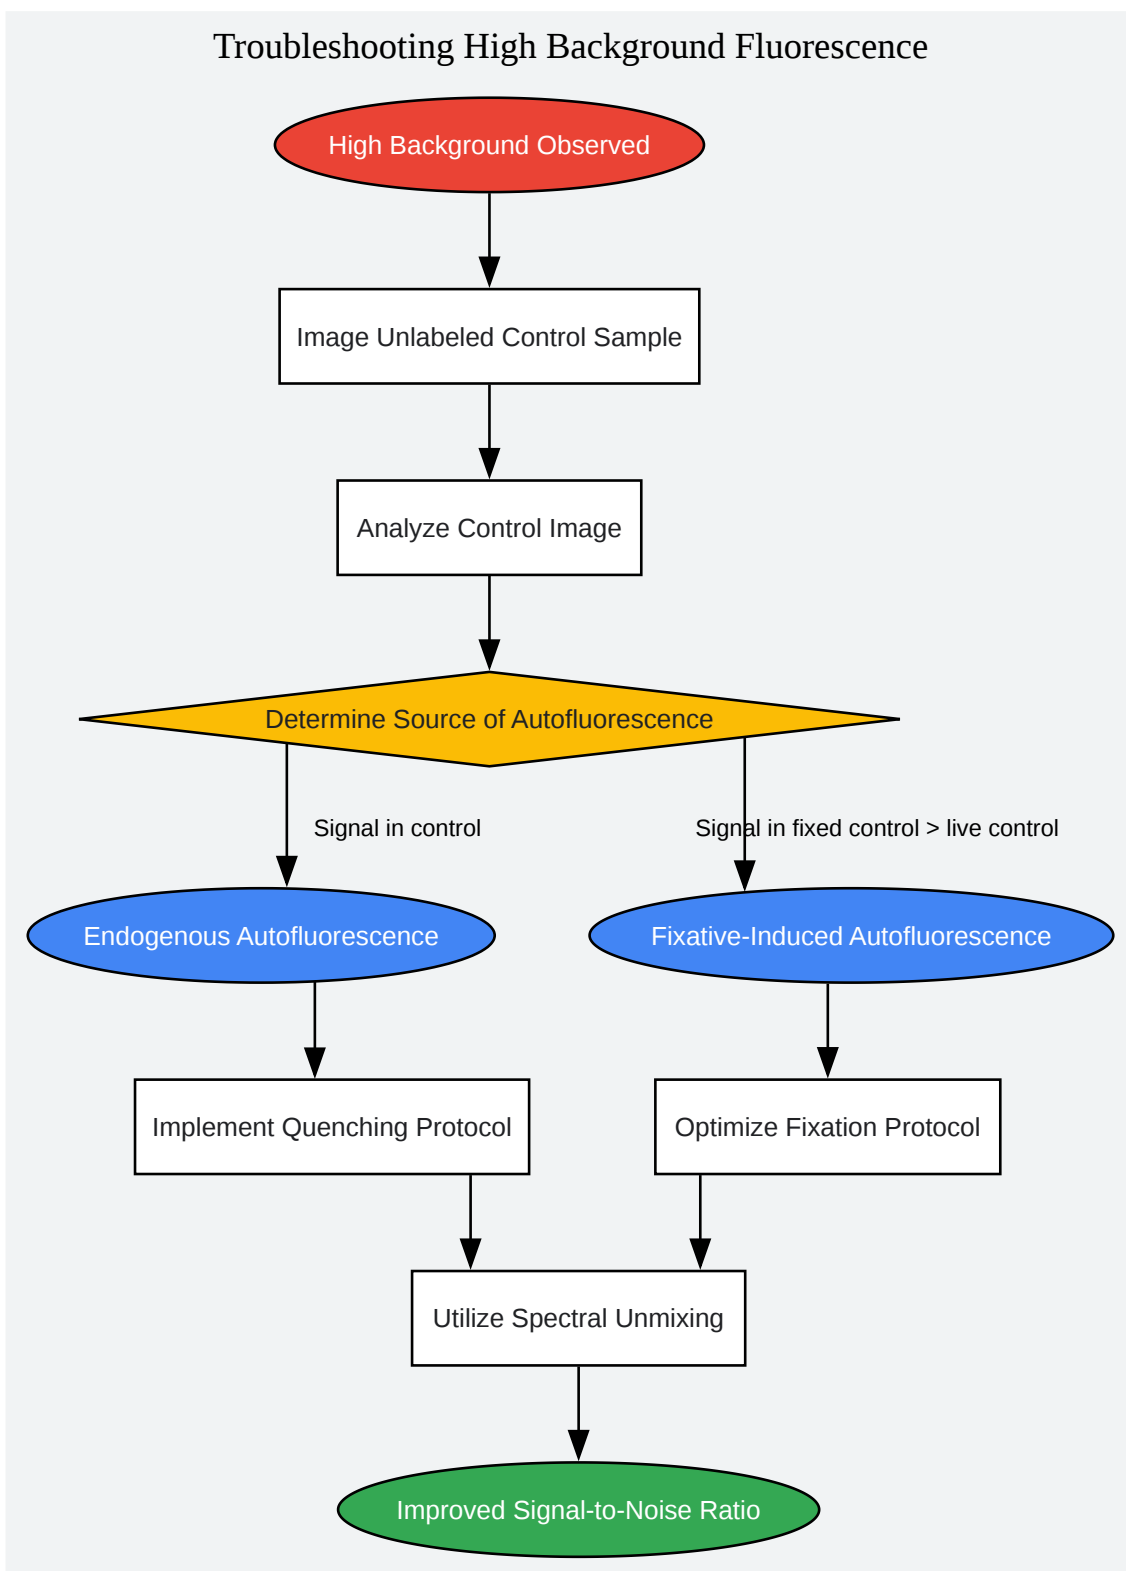 Troubleshooting High Background Fluorescence
High Background Observed
Image Unlabeled Control Sample
Analyze Control Image
Determine Source of Autofluorescence
Signal in control
Signal in fixed control > live control
Endogenous Autofluorescence
Fixative-Induced Autofluorescence
Implement Quenching Protocol
Optimize Fixation Protocol
Utilize Spectral Unmixing
Improved Signal-to-Noise Ratio